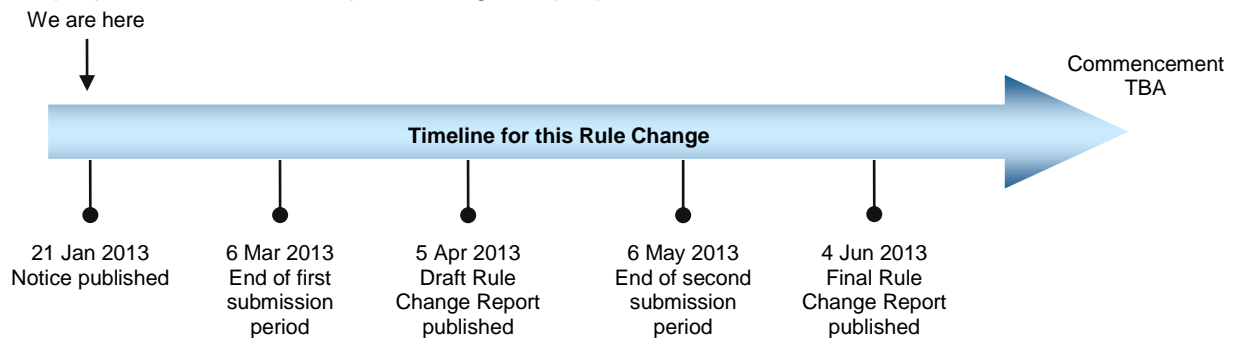 We are here
Commencement
TBA
Timeline for this Rule Change
21 Jan 2013
Notice published
6 Mar 2013
End of first
submission
period
5 Apr 2013
Draft Rule
Change Report
published
6 May 2013
End of second
submission
period
4 Jun 2013
Final Rule
Change Report
published